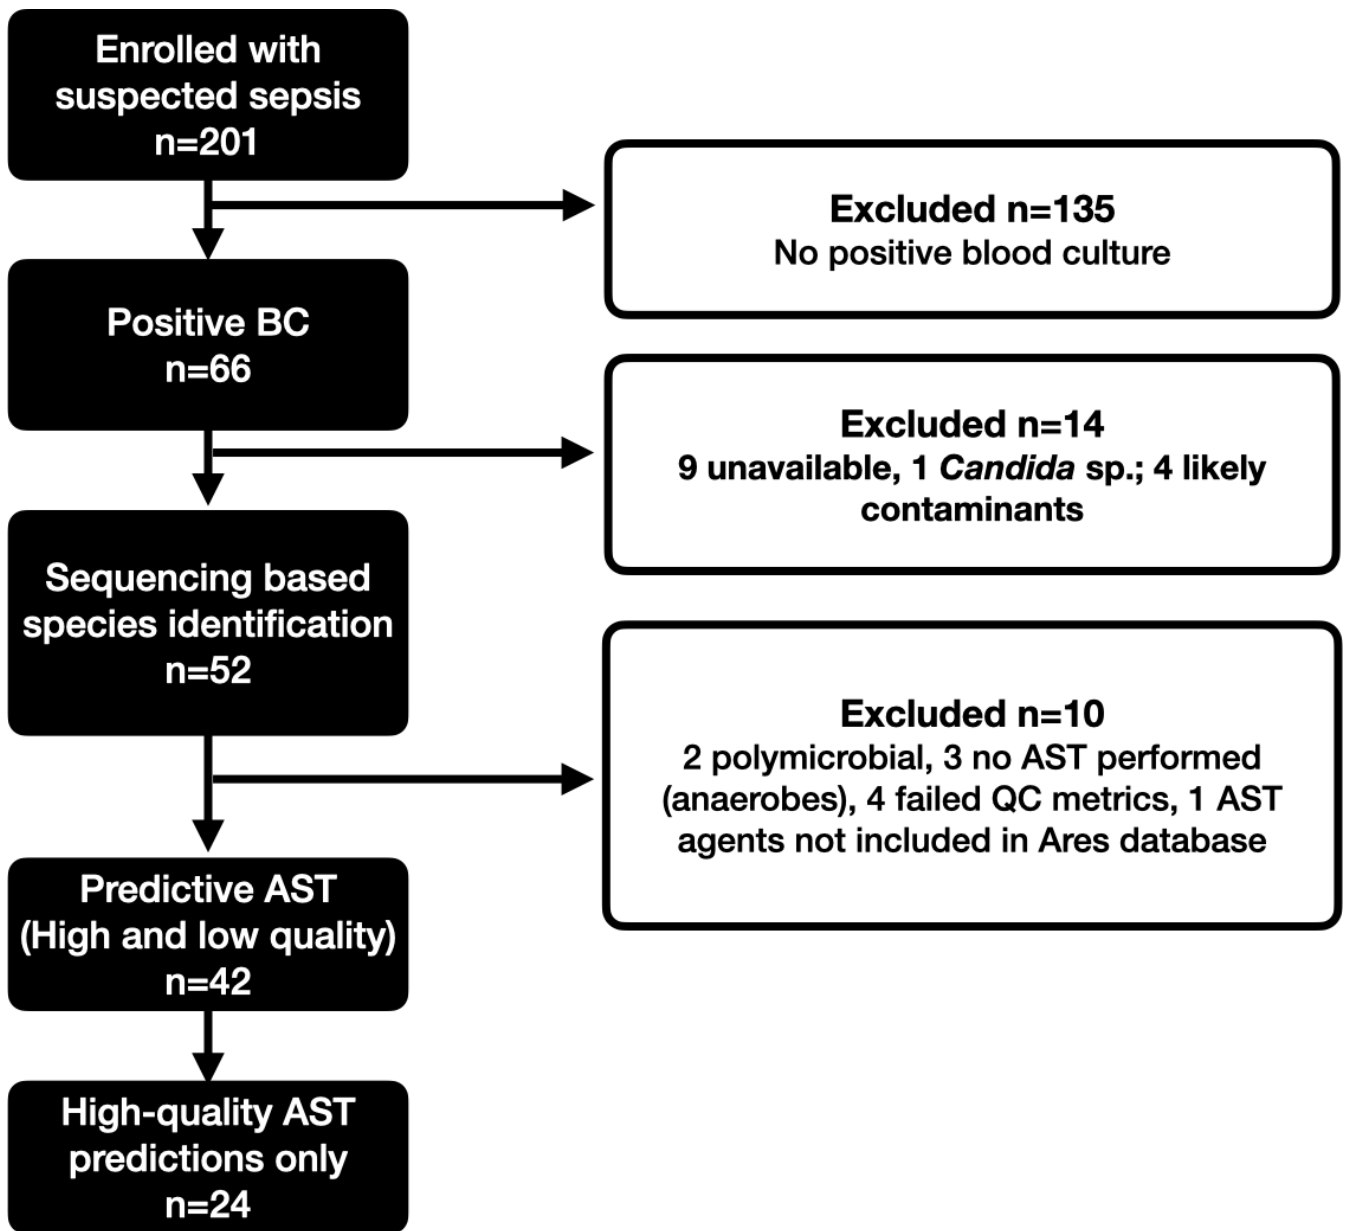 Enrolled with
suspected sepsis
n=201
Excluded n=135
No positive blood culture
Positive BC
n=66
Excluded n=14
9 unavailable, 1 Candida sp.; 4 likely
contaminants
Sequencing based
species identification
n=52
Excluded n=10
2 polymicrobial, 3 no AST performed
(anaerobes), 4 failed QC metrics, 1 AST
agents not included in Ares database
Predictive AST
(High and low quality)
n=42
High-quality AST
predictions only
n=24